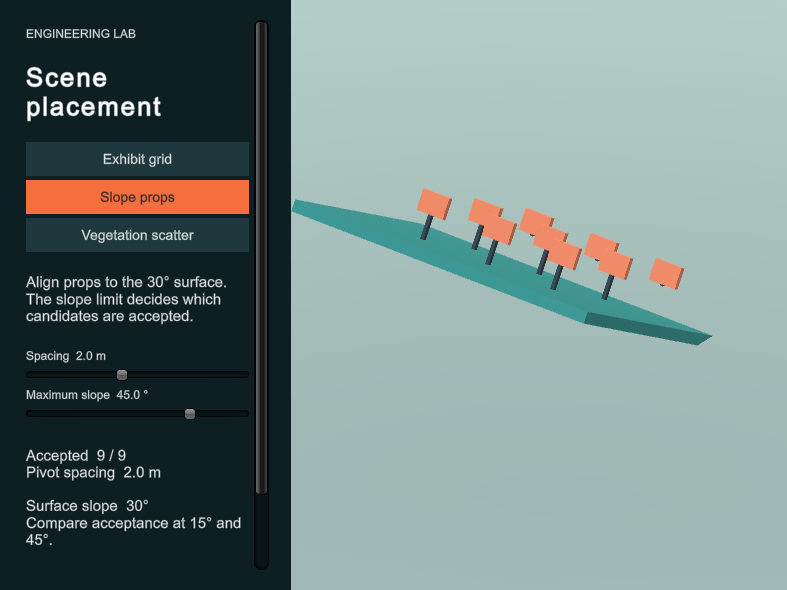 ENGINEERING LAB
Scene
placement
Exhibit grid
Slope props
Vegetation scatter
Align props to the 30° surface.
The slope limit decides which
candidates are accepted.
Spacing  2.0 m
Maximum slope  45.0 °
Accepted  9 / 9
Pivot spacing  2.0 m
Surface slope  30°
Compare acceptance at 15° and
45°.